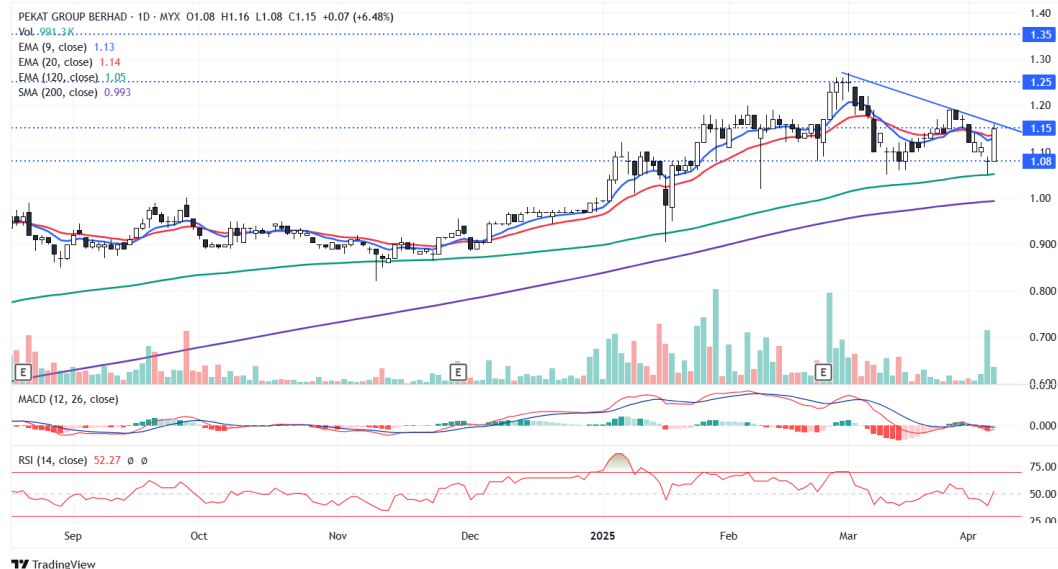 PEKAT GROUP BERHAD · 1D · MYX O1.08 H1.16 L1.08 C1.15 +0.07 (+6.48%)
Vol 991.3K
EMA (9, close) 1.13
EMA (20, close) 1.14
EMA (120, close) 1.05
SMA (200, close) 0.993
1.40
1.35
1.30
1.25
1.20
1.15
1.10
1.08
1.00
0.900
0.800
0.700
0.600
E E E
MACD (12, 26, close)
0.000
RSI (14, close) 52.27 ø ø
75.00
50.00
25.00
Sep Oct Nov Dec 2025 Feb Mar Apr
TradingView